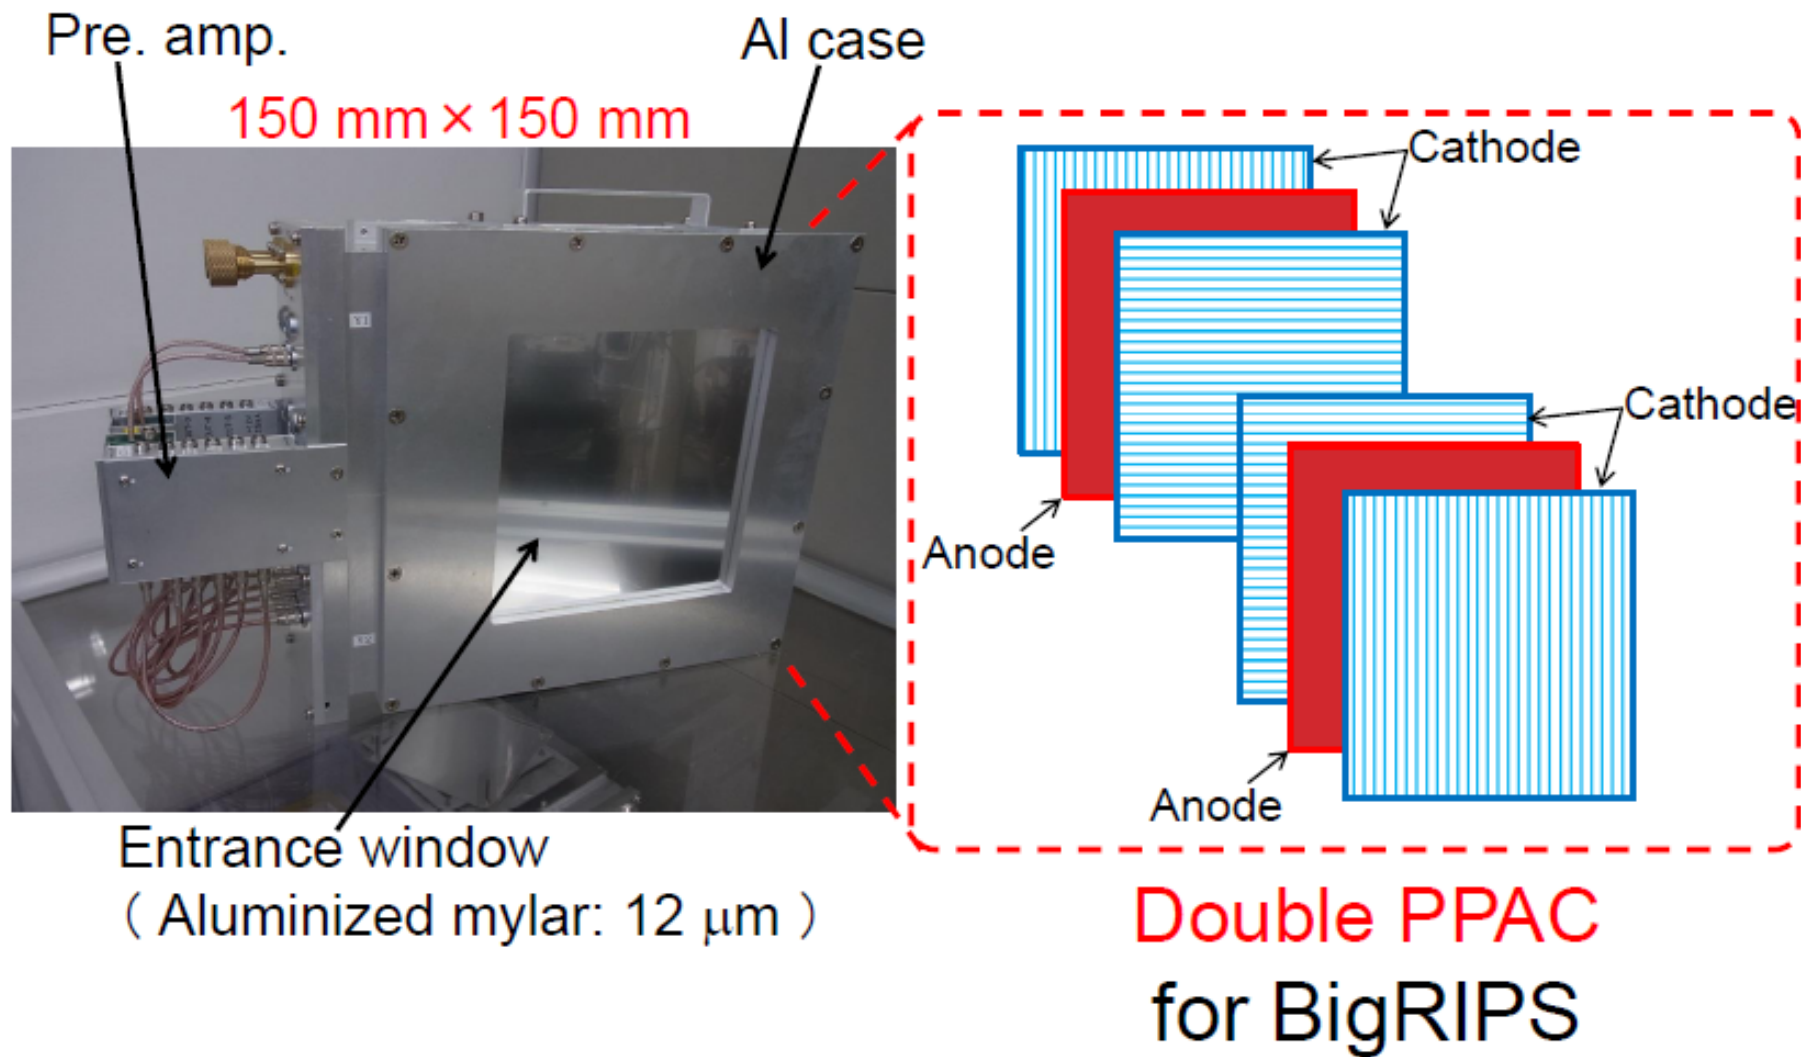 Pre. amp.
Al case
150 mm × 150 mm
Cathode
Cathode
Anode
Anode
Entrance window
( Aluminized mylar: 12 μm )
Double PPAC
for BigRIPS